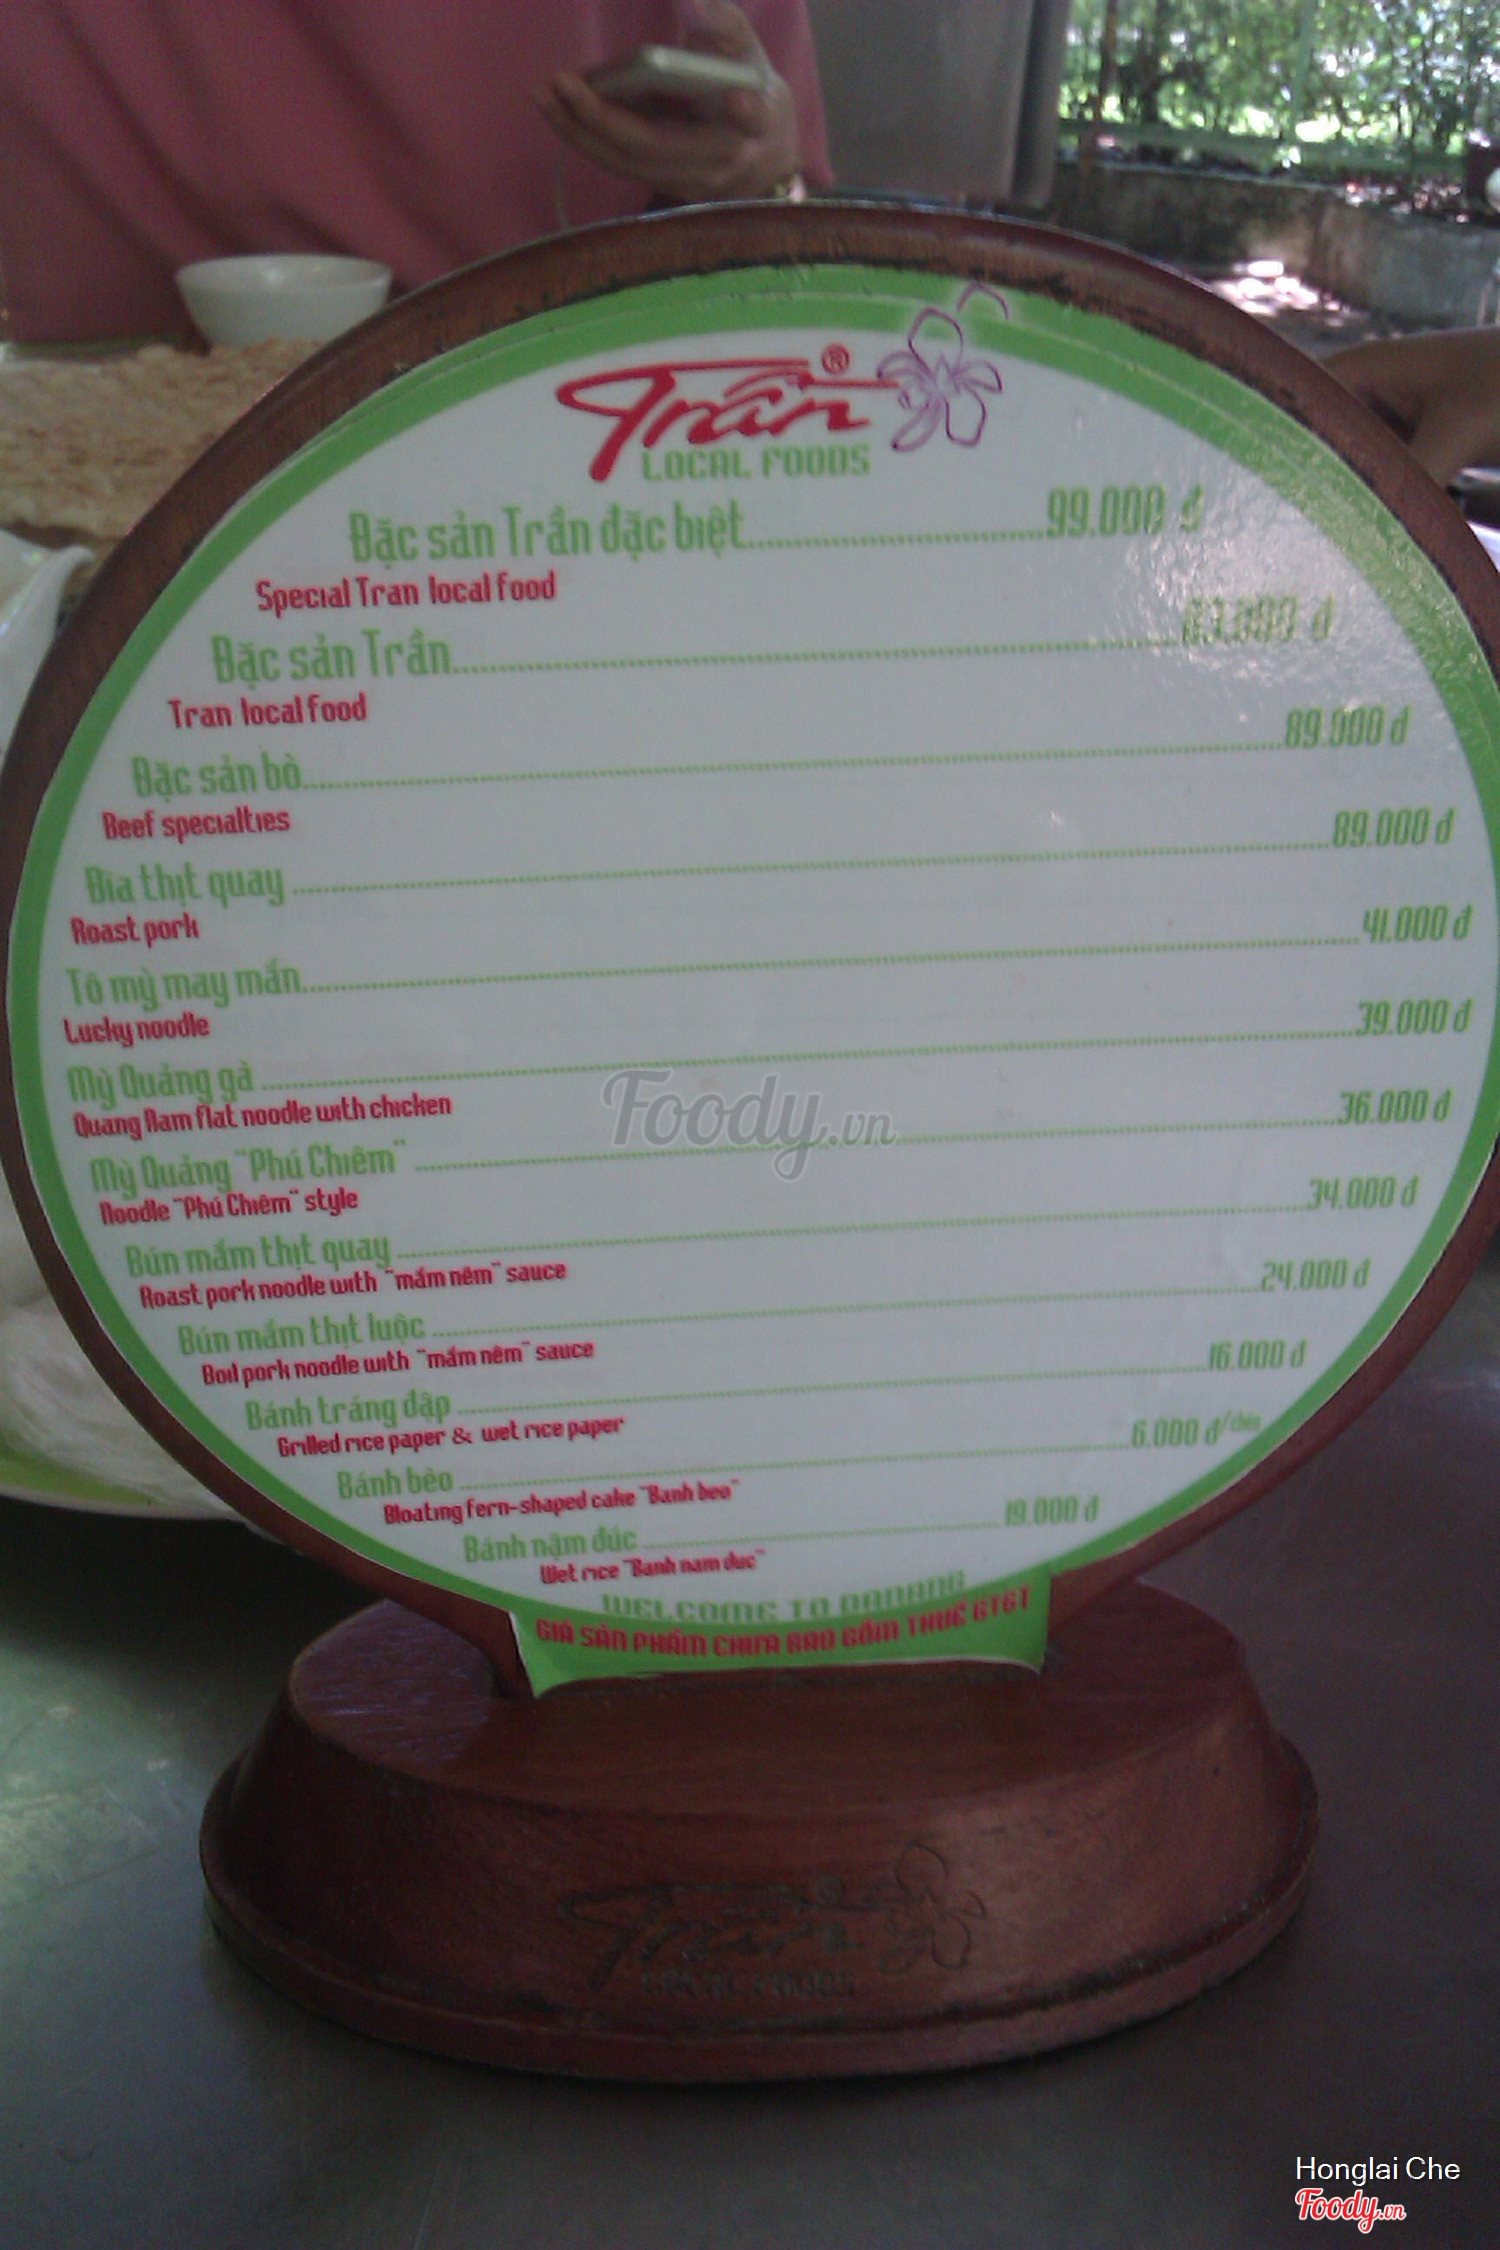 Trần ®
LOCAL FOODS
Đặc sản Trần đặc biệt 99.000 đ
Special Tran local food
Đặc sản Trần đ
Tran local food
Đặc sản bò 89.000 đ
Beef specialties
Đĩa thịt quay 89.000 đ
Roast pork
Tô mỳ may mắn 41.000 đ
Lucky noodle
Mỳ Quảng gà 39.000 đ
Quang Nam flat noodle with chicken
Mỳ Quảng "Phú Chiêm" 36.000 đ
Noodle "Phú Chiêm" style
Bún mắm thịt quay 34.000 đ
Roast pork noodle with "mắm nêm" sauce
Bún mắm thịt luộc 24.000 đ
Boil pork noodle with "mắm nêm" sauce
Bánh tráng đập 16.000 đ
Grilled rice paper & wet rice paper
Bánh bèo 6.000 đ/chén
Bloating fern-shaped cake "Banh beo"
Bánh nậm đúc 19.000 đ
Wet rice "Banh nam duc"
WELCOME TO DANANG
GIÁ SẢN PHẨM CHƯA BAO GỒM THUẾ GTGT
Foody.vn
Trần
LOCAL FOODS
Honglai Che
Foody.vn